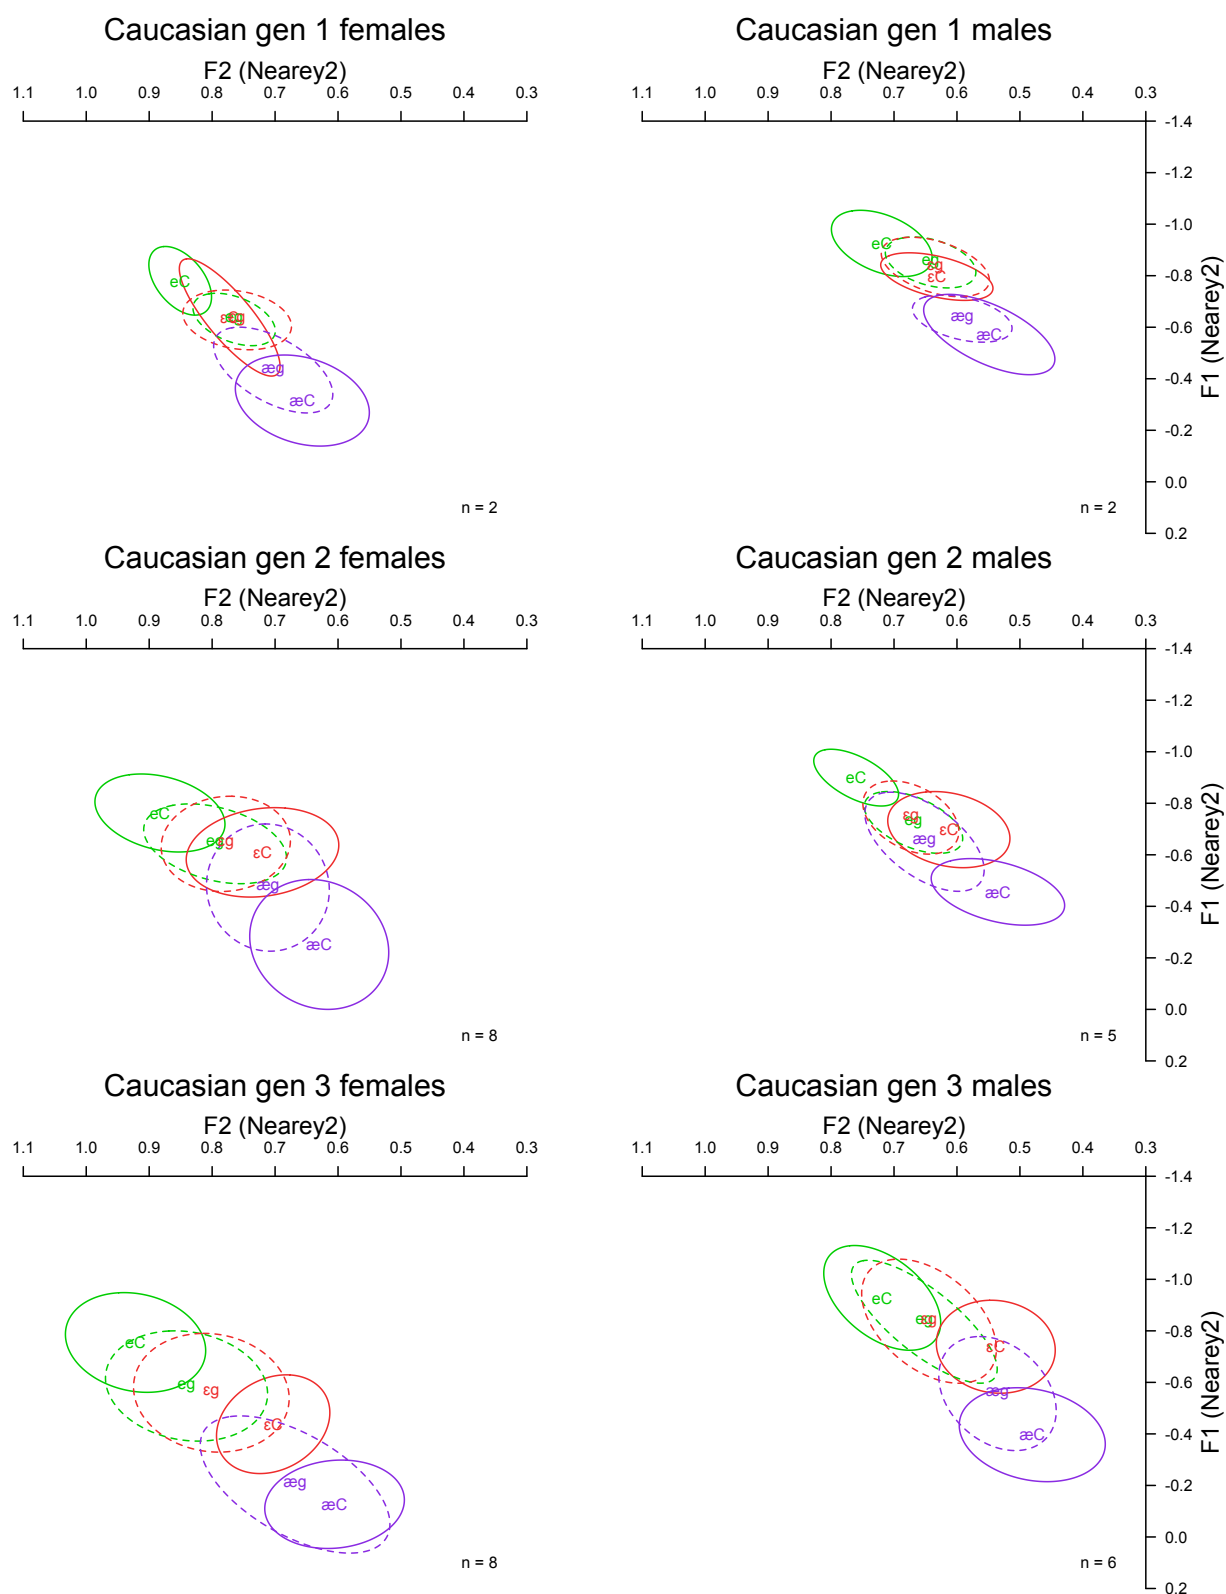 Caucasian gen 1 females
F2 (Nearey2)
1.1 1.0 0.9 0.8 0.7 0.6 0.5 0.4 0.3
eC
εC
eg
εg
æg
æC
n = 2
Caucasian gen 1 males
F2 (Nearey2)
1.1 1.0 0.9 0.8 0.7 0.6 0.5 0.4 0.3
-1.4
-1.2
-1.0
-0.8
-0.6
-0.4
-0.2
0.0
0.2
F1 (Nearey2)
eC
eg
εg
εC
æg
æC
n = 2
Caucasian gen 2 females
F2 (Nearey2)
1.1 1.0 0.9 0.8 0.7 0.6 0.5 0.4 0.3
eC
eg
εg
εC
æg
æC
n = 8
Caucasian gen 2 males
F2 (Nearey2)
1.1 1.0 0.9 0.8 0.7 0.6 0.5 0.4 0.3
-1.4
-1.2
-1.0
-0.8
-0.6
-0.4
-0.2
0.0
0.2
F1 (Nearey2)
eC
εg
eg
εC
æg
æC
n = 5
Caucasian gen 3 females
F2 (Nearey2)
1.1 1.0 0.9 0.8 0.7 0.6 0.5 0.4 0.3
eC
eg
εg
εC
æg
æC
n = 8
Caucasian gen 3 males
F2 (Nearey2)
1.1 1.0 0.9 0.8 0.7 0.6 0.5 0.4 0.3
-1.4
-1.2
-1.0
-0.8
-0.6
-0.4
-0.2
0.0
0.2
F1 (Nearey2)
eC
eg
εg
εC
æg
æC
n = 6